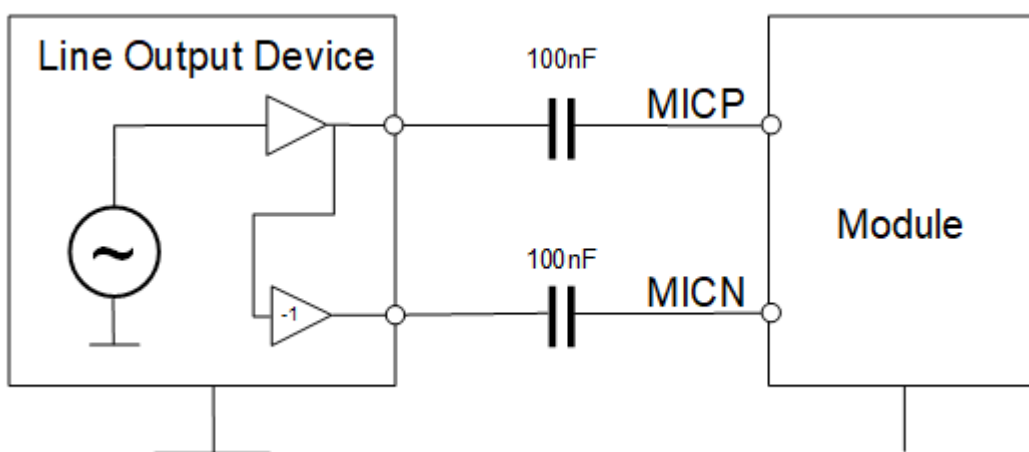 Line Output Device
100nF
MICP
~
-1
100nF
MICN
Module